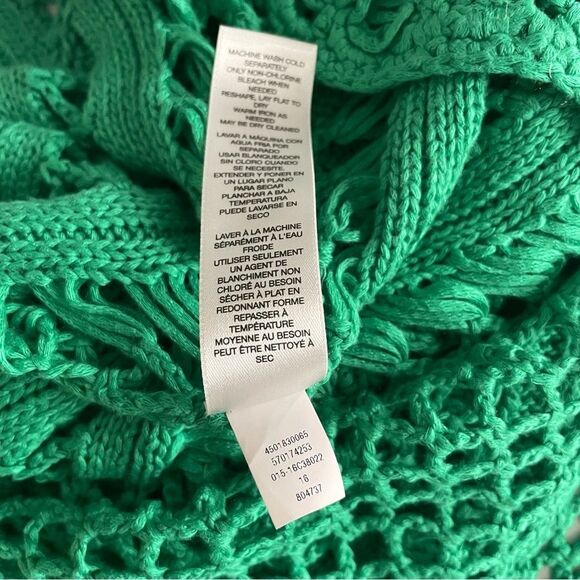 MACHINE WASH COLD
SEPARATELY
ONLY NON-CHLORINE
BLEACH WHEN
NEEDED
RESHAPE, LAY FLAT TO
DRY
WARM IRON AS
NEEDED
MAY BE DRY CLEANED
LAVAR A MÁQUINA CON
AGUA FRIA POR
SEPARADO
USAR BLANQUEADOR
SIN CLORO CUANDO
SE NECESITE.
EXTENDER Y PONER EN
UN LUGAR PLANO
PARA SECAR
PLANCHAR A BAJA
TEMPERATURA
PUEDE LAVARSE EN
SECO
LAVER À LA MACHINE
SÉPARÉMENT À L'EAU
FROIDE
UTILISER SEULEMENT
UN AGENT DE
BLANCHIMENT NON
CHLORÉ AU BESOIN
SÉCHER À PLAT EN
REDONNANT FORME
REPASSER À
TEMPÉRATURE
MOYENNE AU BESOIN
PEUT ÊTRE NETTOYÉ À
SEC
4501830065
570174253
015-16C38022
16
804737